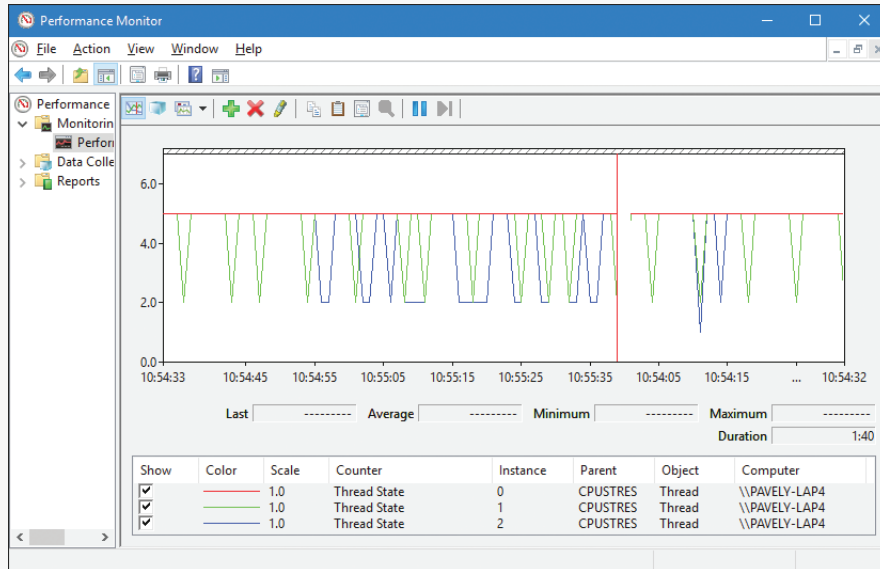 Performance Monitor
File Action View Window Help
Performance
Monitorin
Perforr
Data Colle
Reports
6.0
4.0
2.0
0.0
10:54:33 10:54:45 10:54:55 10:55:05 10:55:15 10:55:25 10:55:35 10:54:05 10:54:15 ... 10:54:32
Last --------- Average --------- Minimum --------- Maximum ---------
Duration 1:40
Show Color Scale Counter Instance Parent Object Computer
1.0 Thread State 0 CPUSTRES Thread \\PAVELY-LAP4
1.0 Thread State 1 CPUSTRES Thread \\PAVELY-LAP4
1.0 Thread State 2 CPUSTRES Thread \\PAVELY-LAP4